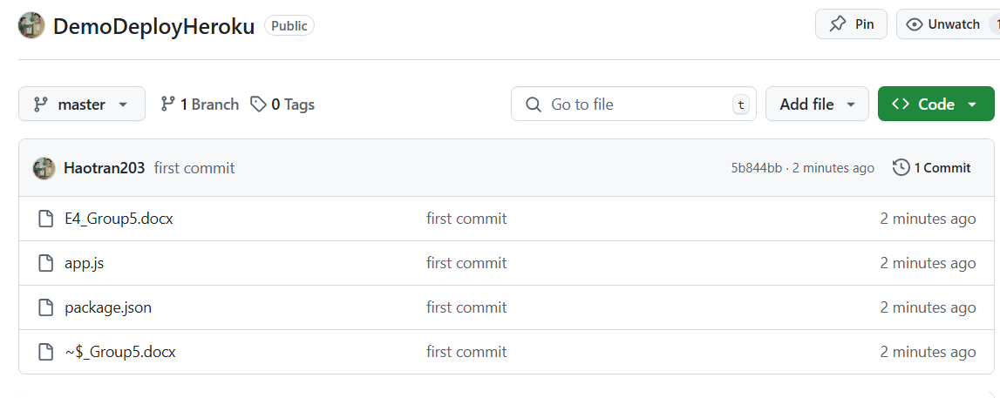 DemoDeployHeroku Public Pin Unwatch 1
master 1 Branch 0 Tags Go to file t Add file Code
Haotran203 first commit 5b844bb · 2 minutes ago 1 Commit
E4_Group5.docx first commit 2 minutes ago
app.js first commit 2 minutes ago
package.json first commit 2 minutes ago
~$_Group5.docx first commit 2 minutes ago